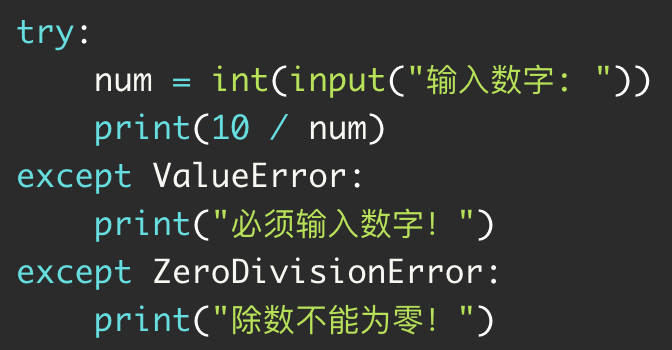 try:
    num = int(input("输入数字: "))
    print(10 / num)
except ValueError:
    print("必须输入数字! ")
except ZeroDivisionError:
    print("除数不能为零! ")